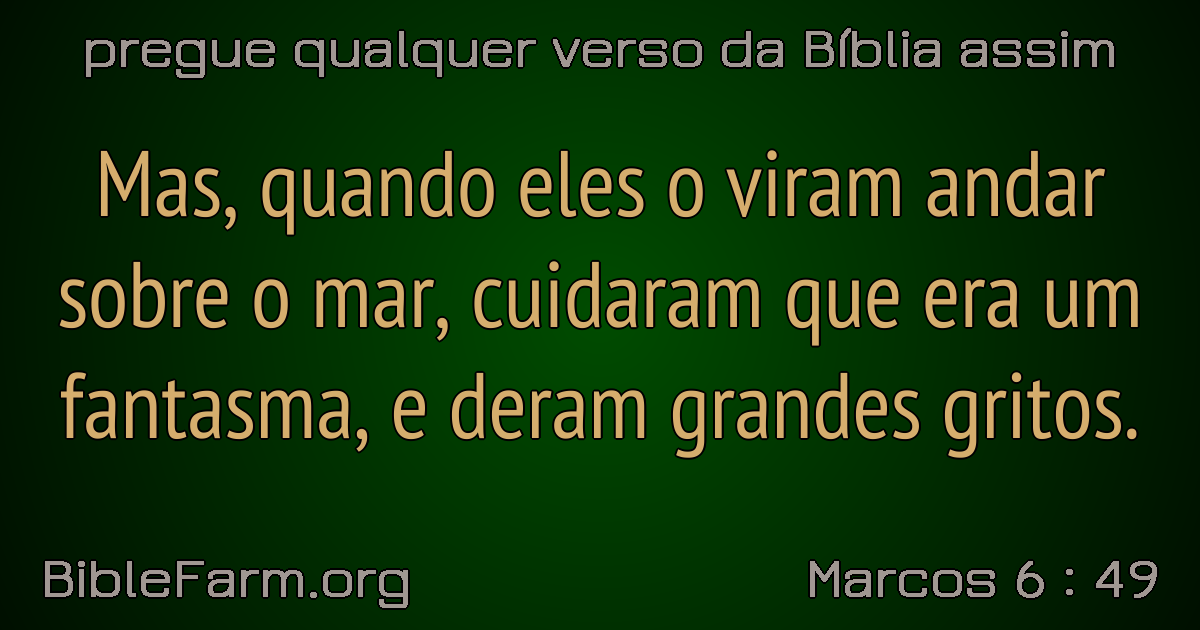 pregue qualquer verso da Bíblia assim
Mas, quando eles o viram andar
sobre o mar, cuidaram que era um
fantasma, e deram grandes gritos.
BibleFarm.org
Marcos 6 : 49